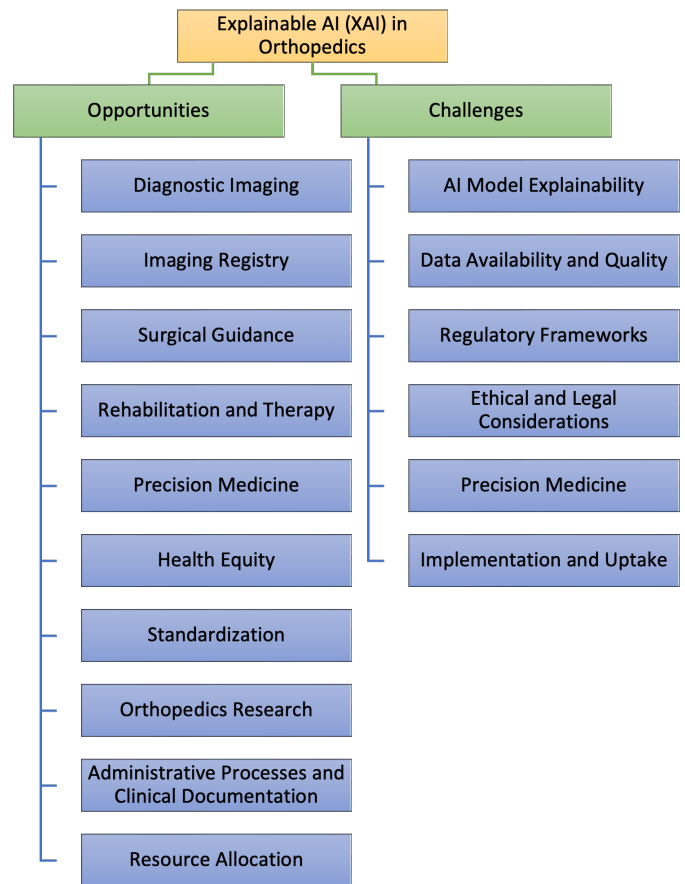 Explainable AI (XAI) in
Orthopedics
Opportunities
Diagnostic Imaging
Imaging Registry
Surgical Guidance
Rehabilitation and Therapy
Precision Medicine
Health Equity
Standardization
Orthopedics Research
Administrative Processes and
Clinical Documentation
Resource Allocation
Challenges
AI Model Explainability
Data Availability and Quality
Regulatory Frameworks
Ethical and Legal
Considerations
Precision Medicine
Implementation and Uptake